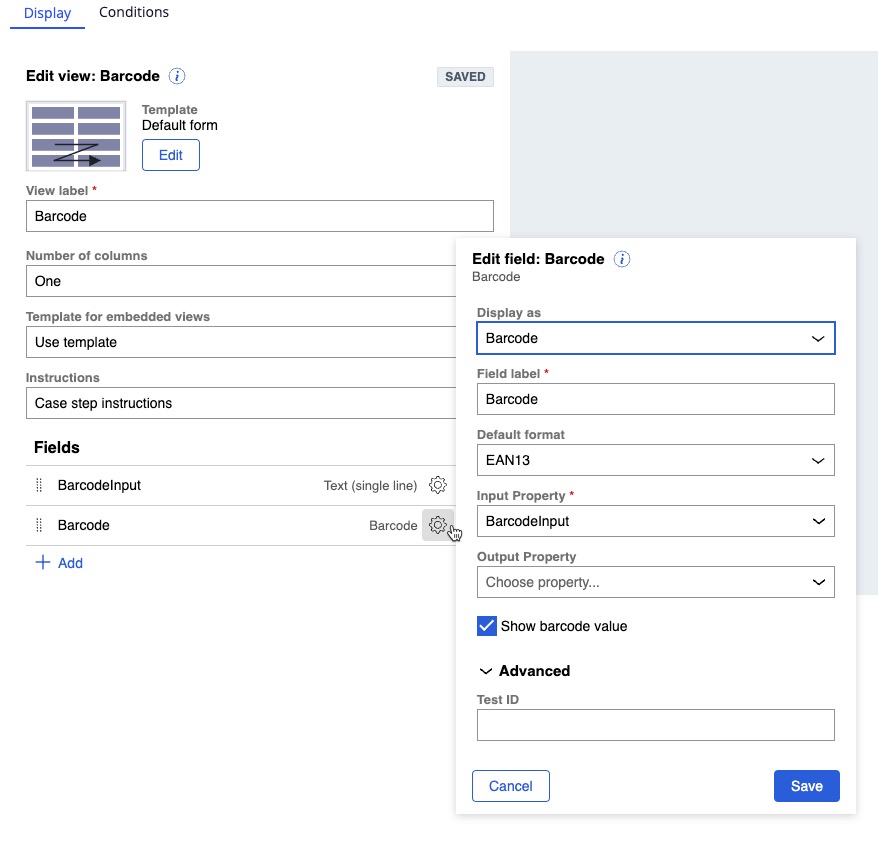 Display
Conditions
Edit view: Barcode
SAVED
Template
Default form
Edit
View label *
Barcode
Number of columns
One
Template for embedded views
Use template
Instructions
Case step instructions
Fields
BarcodeInput
Text (single line)
Barcode
Barcode
Add
Edit field: Barcode
Barcode
Display as
Barcode
Field label *
Barcode
Default format
EAN13
Input Property *
BarcodeInput
Output Property
Choose property...
Show barcode value
Advanced
Test ID
Cancel
Save